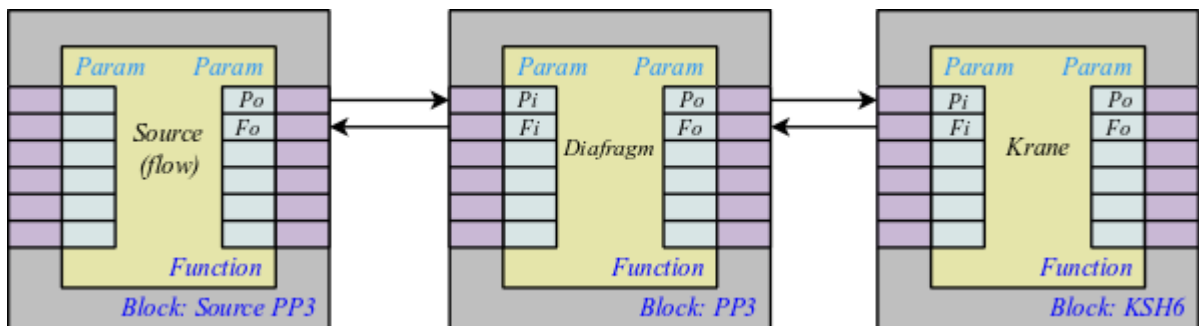 Param Param
Po
Fo
Source
(flow)
Function
Block: Source PP3
Param Param
Pi Po
Fi Fo
Diafragm
Function
Block: PP3
Param Param
Pi Po
Fi Fo
Krane
Function
Block: KSH6